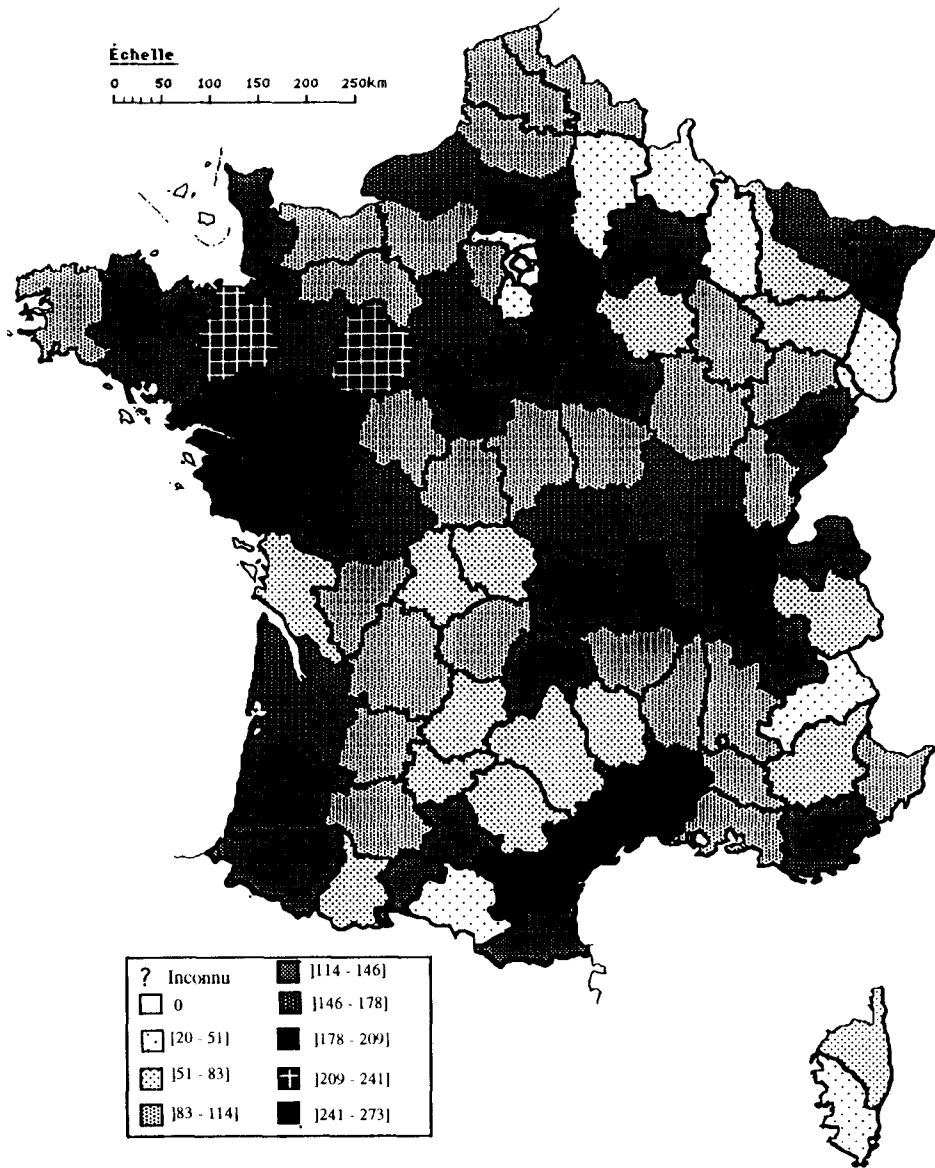 Échelle
0 50 100 150 200 250km
? Inconnu
0
[20 - 51]
]51 - 83]
]83 - 114]
]114 - 146]
]146 - 178]
]178 - 209]
]209 - 241]
]241 - 273]